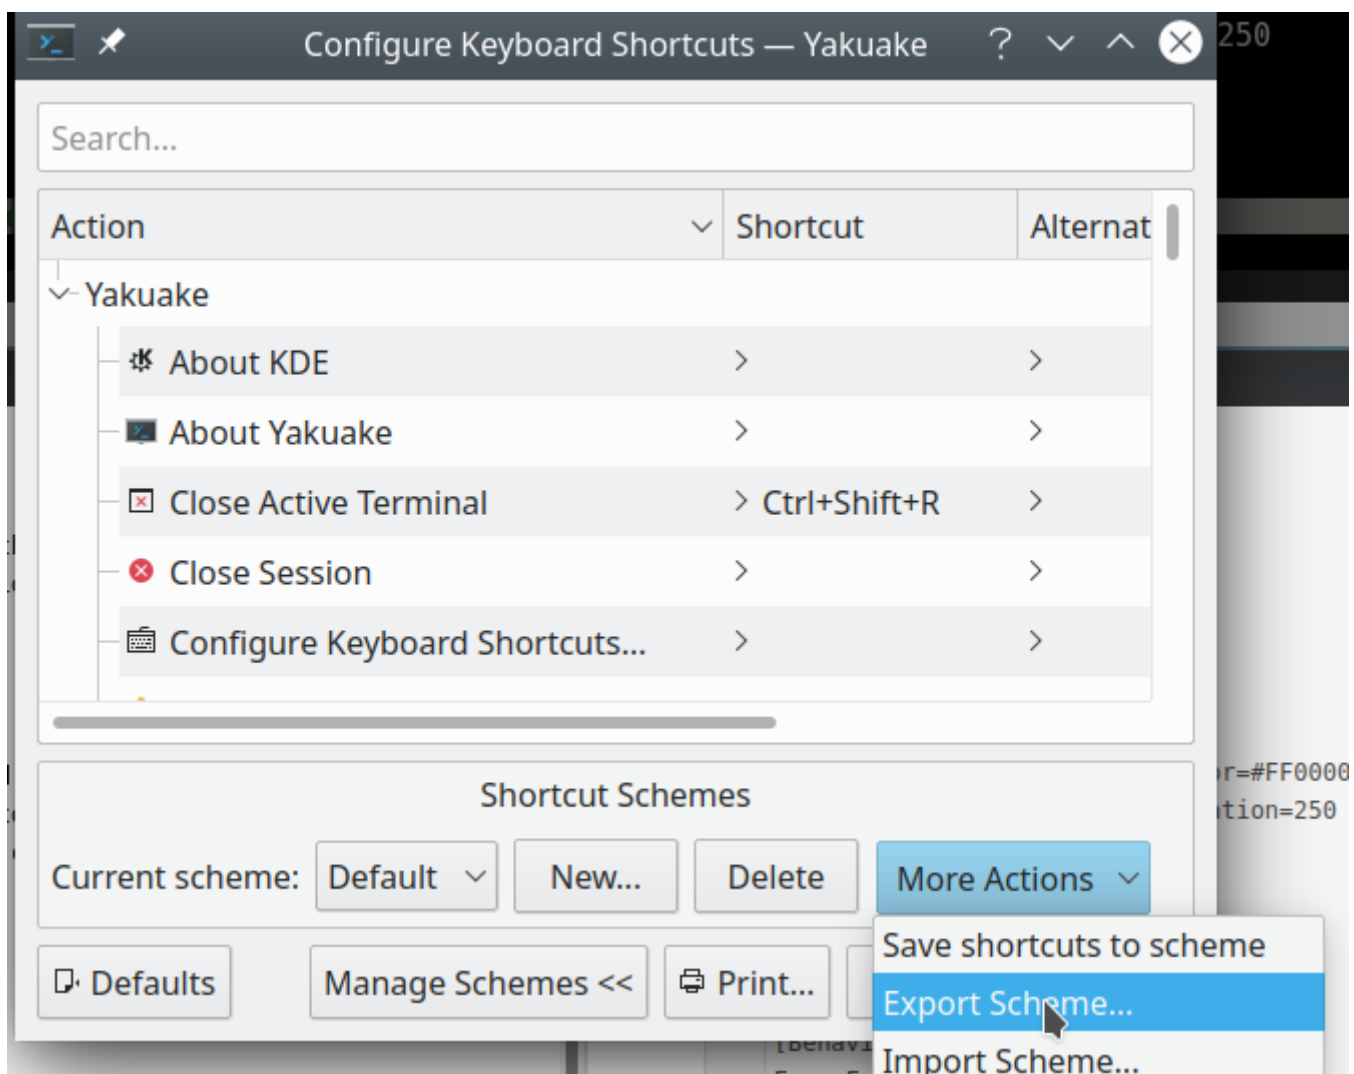 Configure Keyboard Shortcuts — Yakuake
250
Search...
Action Shortcut Alternat
Yakuake
About KDE
About Yakuake
Close Active Terminal Ctrl+Shift+R
Close Session
Configure Keyboard Shortcuts...
r=#FF0000
Shortcut Schemes
tion=250
Current scheme: Default New... Delete More Actions
Save shortcuts to scheme
Defaults Manage Schemes << Print...
Export Scheme...
[Behavi
Import Scheme...